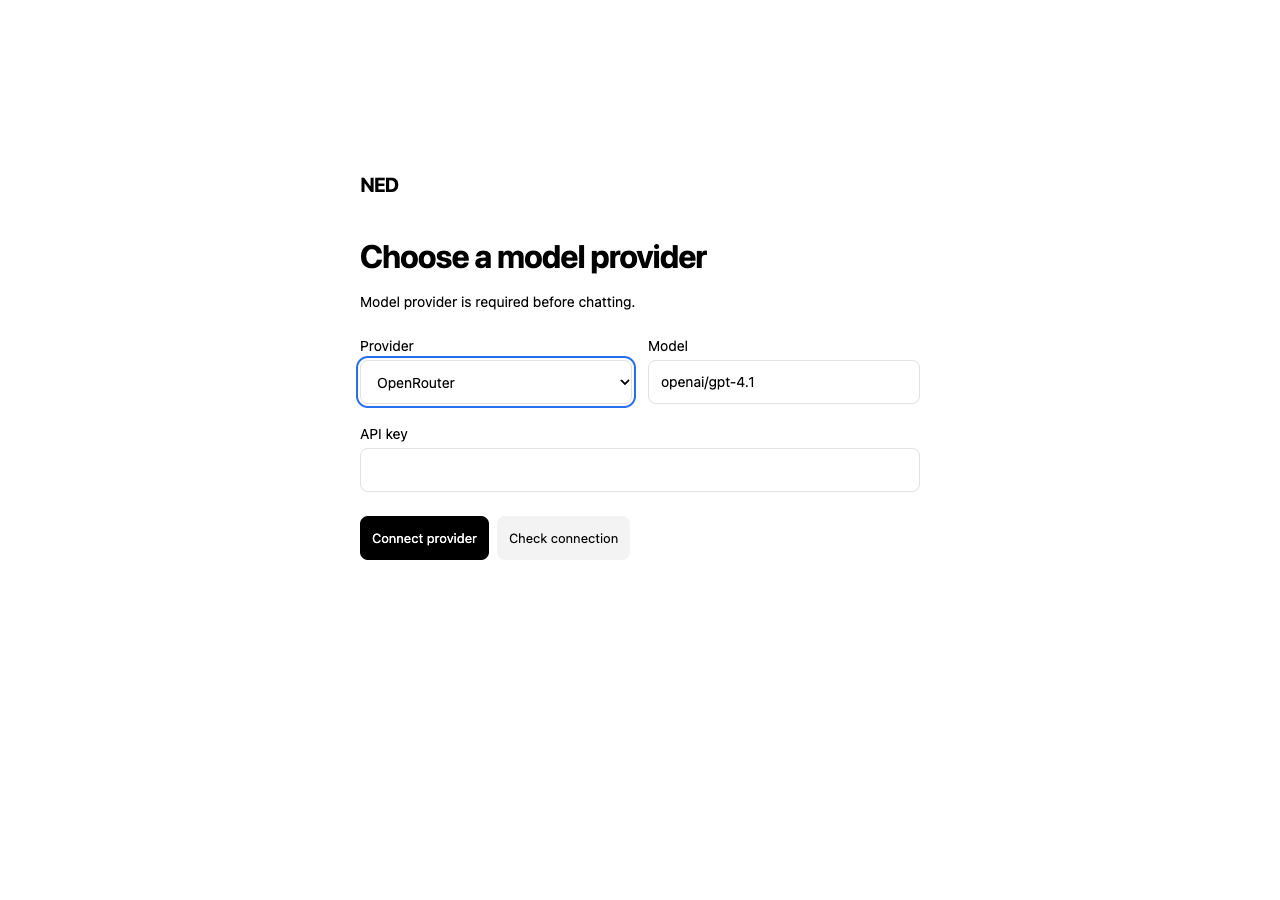 NED
Choose a model provider
Model provider is required before chatting.
Provider
Model
OpenRouter
openai/gpt-4.1
API key
Connect provider
Check connection